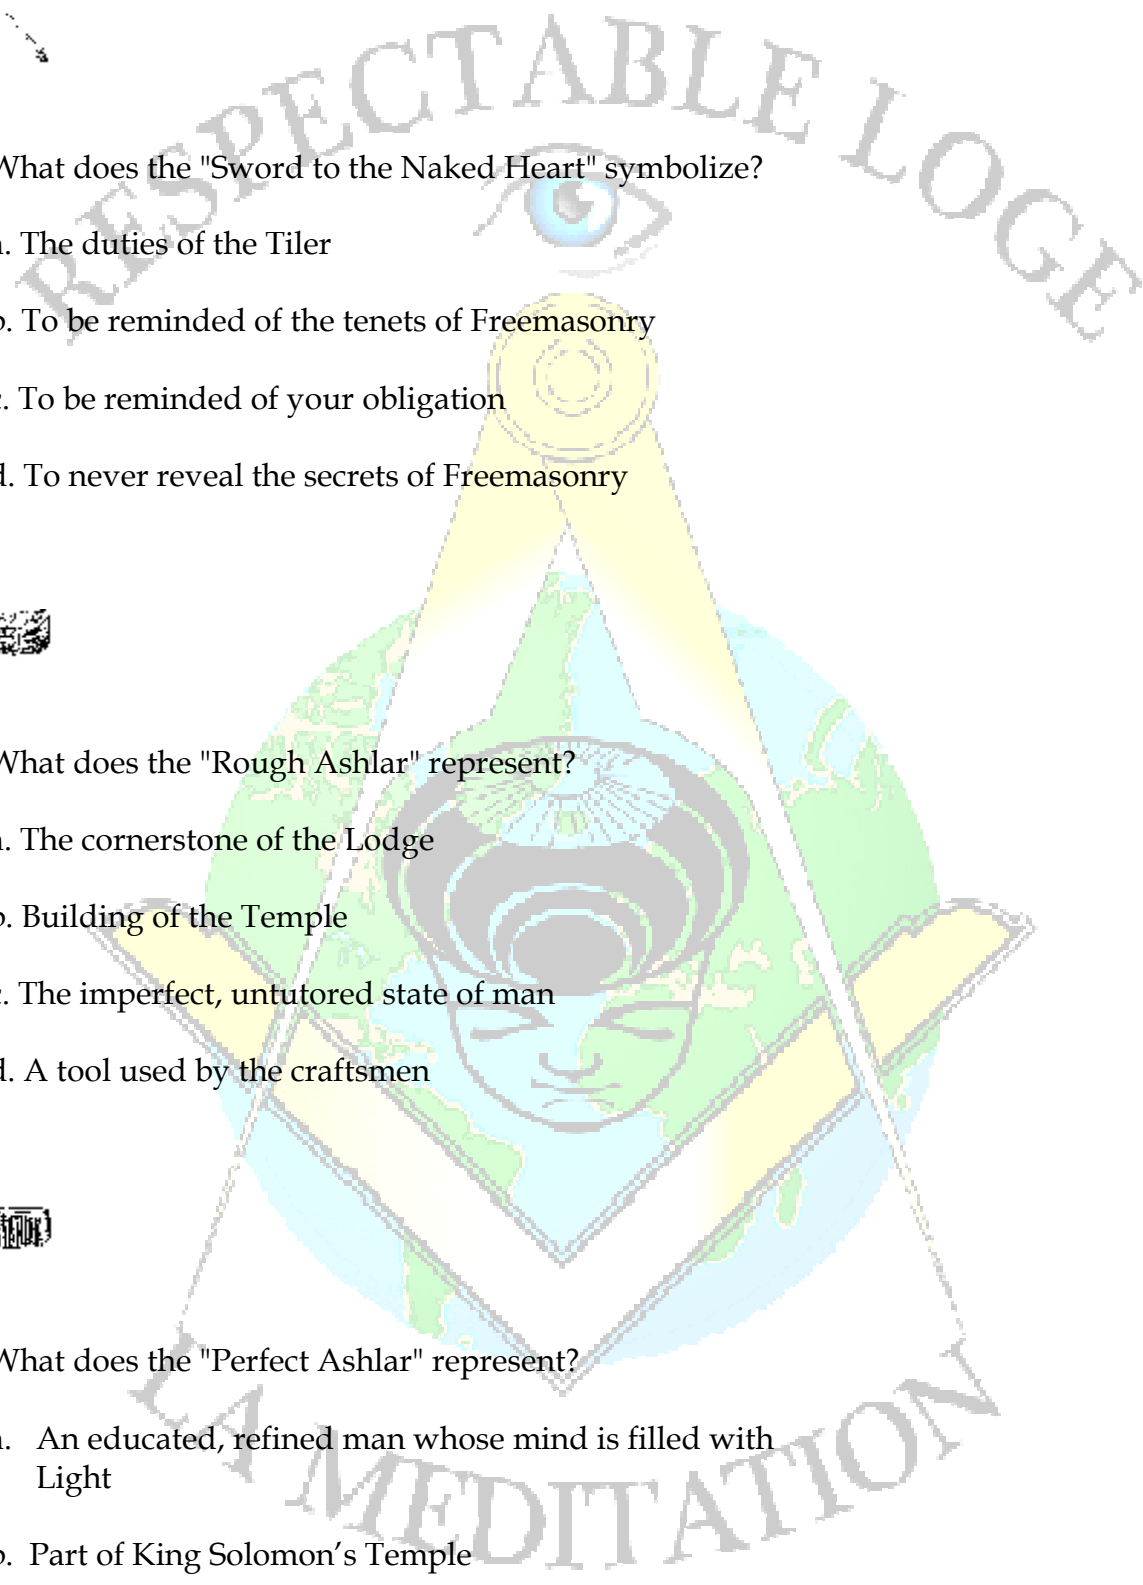 RESPECTABLE LOGE
What does the "Sword to the Naked Heart" symbolize?
a. The duties of the Tiler
b. To be reminded of the tenets of Freemasonry
c. To be reminded of your obligation
d. To never reveal the secrets of Freemasonry
What does the "Rough Ashlar" represent?
a. The cornerstone of the Lodge
b. Building of the Temple
c. The imperfect, untutored state of man
d. A tool used by the craftsmen
What does the "Perfect Ashlar" represent?
a. An educated, refined man whose mind is filled with
Light
b. Part of King Solomon’s Temple
LA MEDITATION